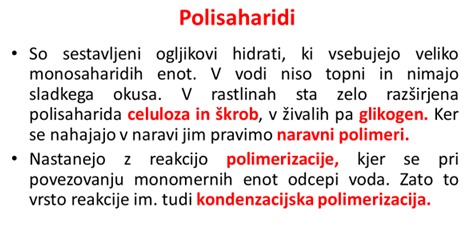 Polisaharidi
• So sestavljeni ogljikovi hidrati, ki vsebujejo veliko
monosaharidih enot. V vodi niso topni in nimajo
sladkega okusa. V rastlinah sta zelo razširjena
polisaharida celuloza in škrob, v živalih pa glikogen. Ker
se nahajajo v naravi jim pravimo naravni polimeri.
• Nastanejo z reakcijo polimerizacije, kjer se pri
povezovanju monomernih enot odcepi voda. Zato to
vrsto reakcije im. tudi kondenzacijska polimerizacija.